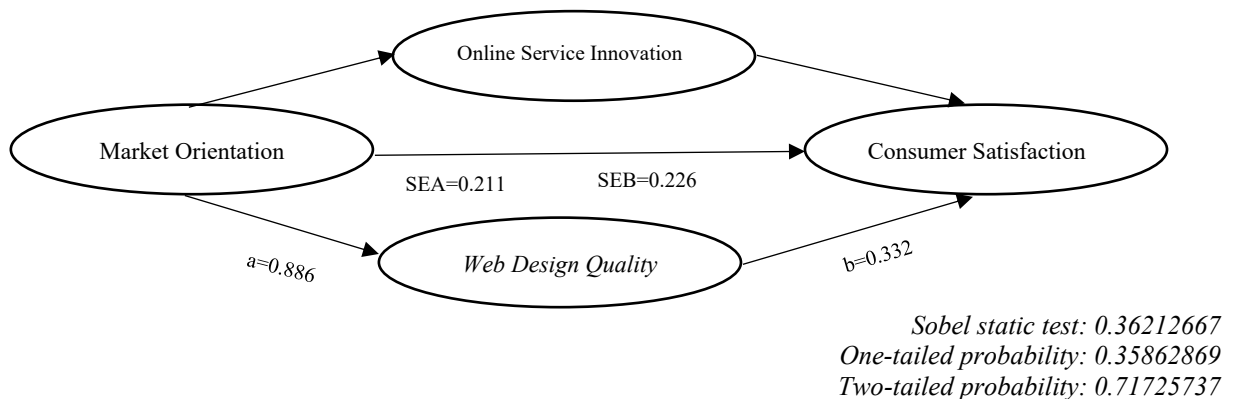 Online Service Innovation
Market Orientation
Consumer Satisfaction
SEA=0.211
SEB=0.226
a=0.886
Web Design Quality
b=0.332
Sobel static test: 0.36212667
One-tailed probability: 0.35862869
Two-tailed probability: 0.71725737